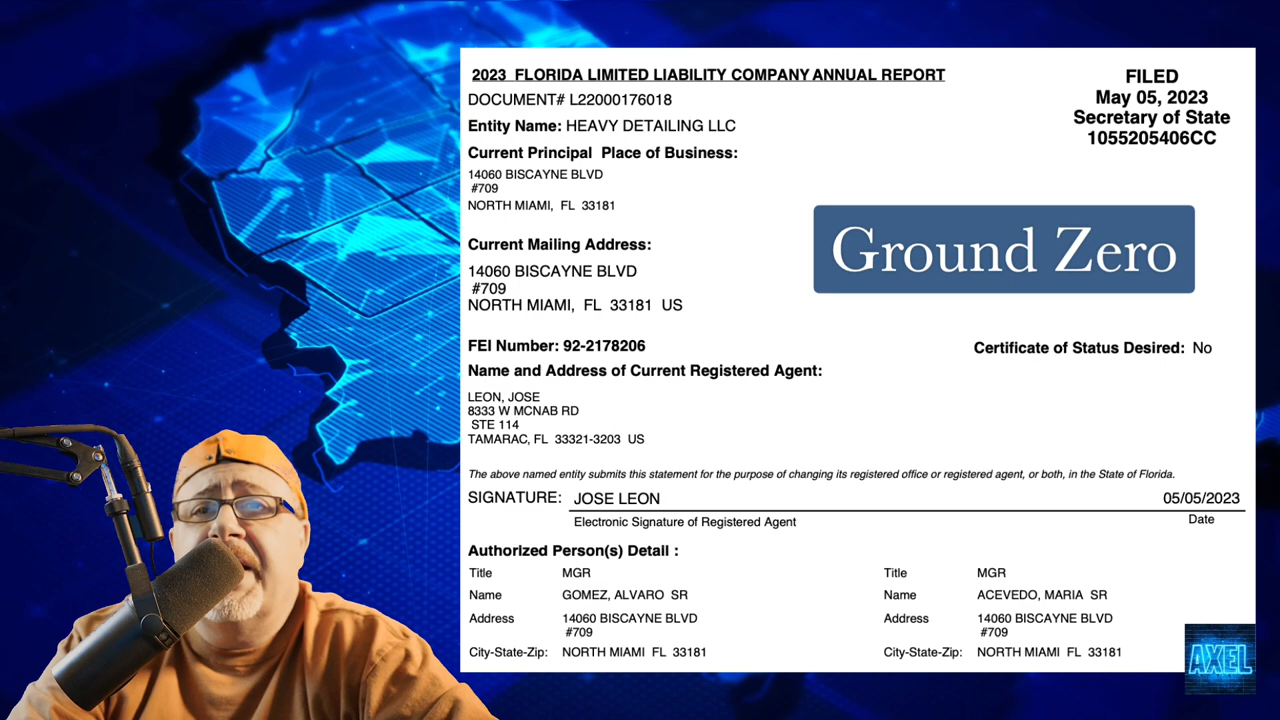 2023 FLORIDA LIMITED LIABILITY COMPANY ANNUAL REPORT
DOCUMENT# L22000176018
Entity Name: HEAVY DETAILING LLC
Current Principal Place of Business:
14060 BISCAYNE BLVD
#709
NORTH MIAMI, FL 33181
FILED
May 05, 2023
Secretary of State
1055205406CC
Ground Zero
Current Mailing Address:
14060 BISCAYNE BLVD
#709
NORTH MIAMI, FL 33181 US
FEI Number: 92-2178206
Certificate of Status Desired: No
Name and Address of Current Registered Agent:
LEON, JOSE
8333 W MCNAB RD
STE 114
TAMARAC, FL 33321-3203 US
The above named entity submits this statement for the purpose of changing its registered office or registered agent, or both, in the State of Florida.
SIGNATURE: JOSE LEON 05/05/2023
Electronic Signature of Registered Agent Date
Authorized Person(s) Detail :
Title MGR
Name GOMEZ, ALVARO SR
Address 14060 BISCAYNE BLVD
#709
City-State-Zip: NORTH MIAMI FL 33181
Title MGR
Name ACEVEDO, MARIA SR
Address 14060 BISCAYNE BLVD
#709
City-State-Zip: NORTH MIAMI FL 33181
AXEL